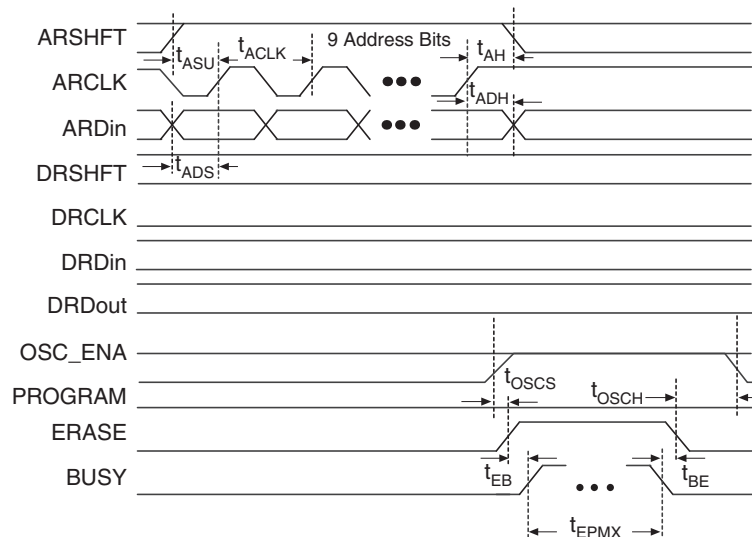 ARSHFT
9 Address Bits
tASU
tACLK
tAH
ARCLK
tADH
ARDin
tADS
DRSHFT
DRCLK
DRDin
DRDout
OSC_ENA
tOSCS
tOSCH
PROGRAM
ERASE
tEB
tBE
BUSY
tEPMX